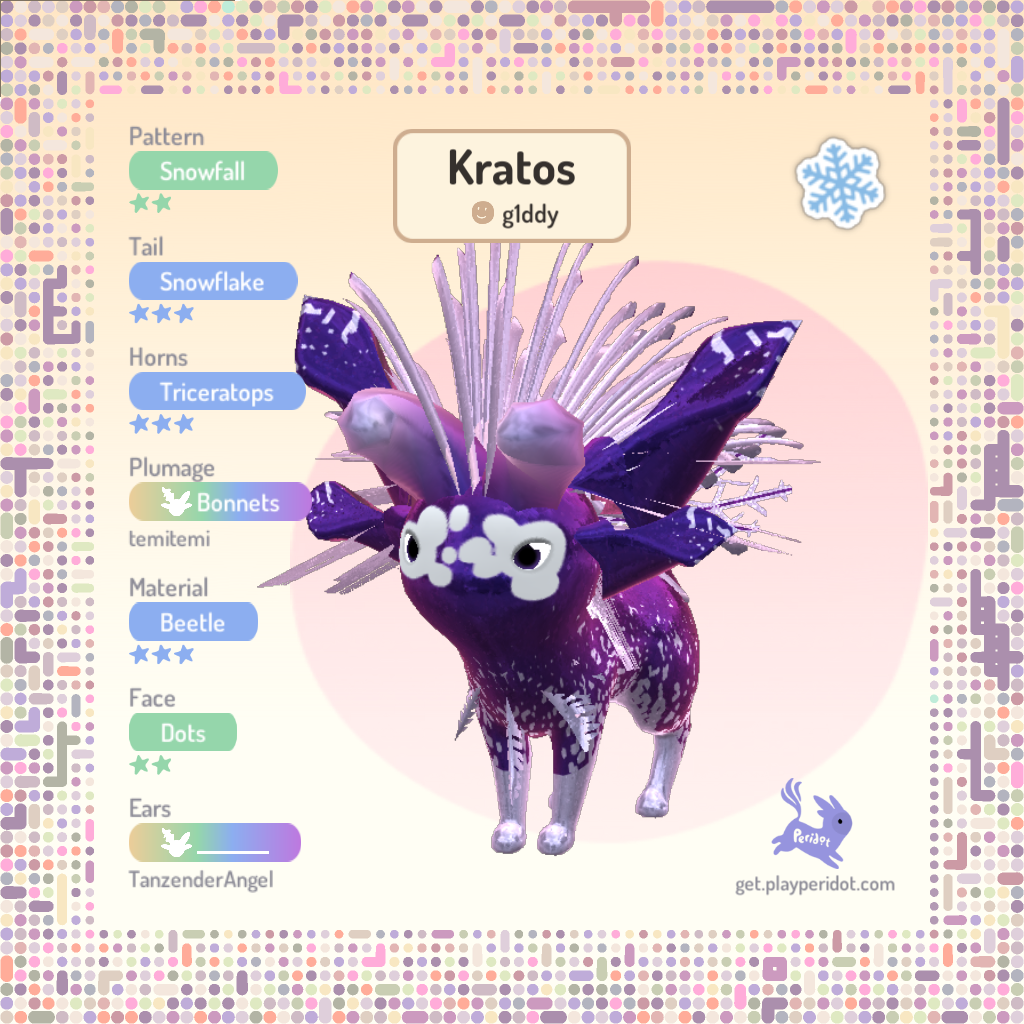 Kratos
g1ddy
Pattern
Snowfall
Tail
Snowflake
Horns
Triceratops
Plumage
Bonnets
temitemi
Material
Beetle
Face
Dots
Ears
TanzenderAngel
Peridot
get.playperidot.com